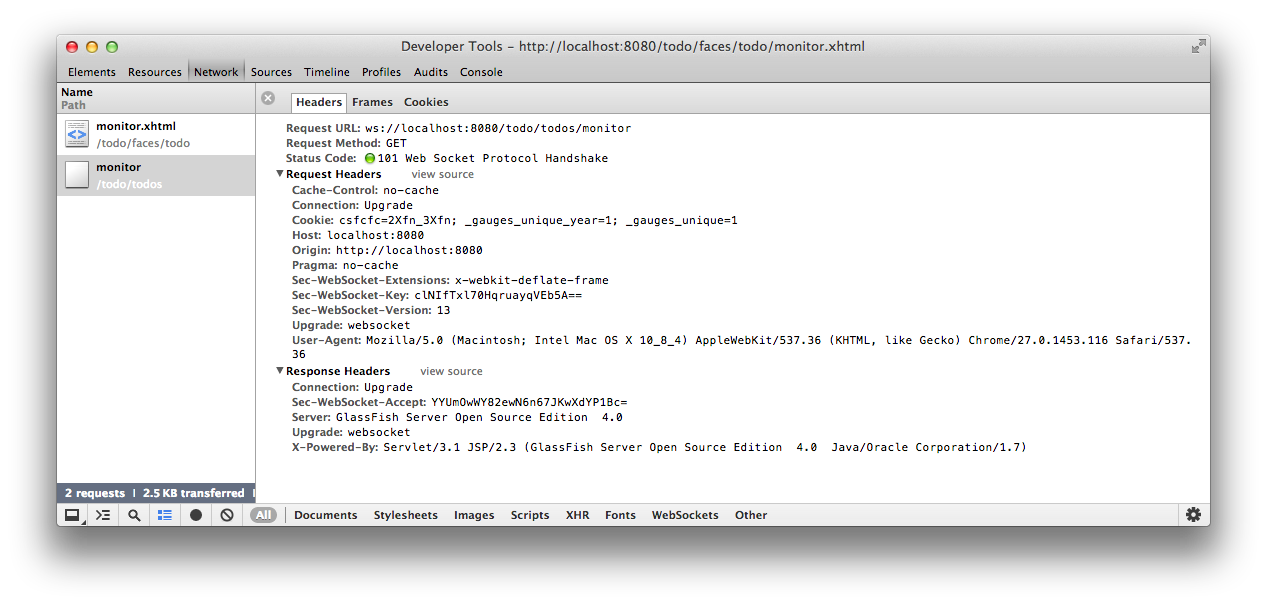 Developer Tools - http://localhost:8080/todo/faces/todo/monitor.xhtml
Elements Resources Network Sources Timeline Profiles Audits Console
Name
Path
Headers Frames Cookies
monitor.xhtml
/todo/faces/todo
monitor
/todo/todos
Request URL: ws://localhost:8080/todo/todos/monitor
Request Method: GET
Status Code: 101 Web Socket Protocol Handshake
Request Headers view source
Cache-Control: no-cache
Connection: Upgrade
Cookie: csfcfc=2Xfn_3Xfn; _gauges_unique_year=1; _gauges_unique=1
Host: localhost:8080
Origin: http://localhost:8080
Pragma: no-cache
Sec-WebSocket-Extensions: x-webkit-deflate-frame
Sec-WebSocket-Key: clNIfTxl70HqruayqVEb5A==
Sec-WebSocket-Version: 13
Upgrade: websocket
User-Agent: Mozilla/5.0 (Macintosh; Intel Mac OS X 10_8_4) AppleWebKit/537.36 (KHTML, like Gecko) Chrome/27.0.1453.116 Safari/537.
36
Response Headers view source
Connection: Upgrade
Sec-WebSocket-Accept: YYUmOwWY82ewN6n67JKwXdYP1Bc=
Server: GlassFish Server Open Source Edition  4.0
Upgrade: websocket
X-Powered-By: Servlet/3.1 JSP/2.3 (GlassFish Server Open Source Edition  4.0  Java/Oracle Corporation/1.7)
2 requests | 2.5 KB transferred |
All Documents Stylesheets Images Scripts XHR Fonts WebSockets Other